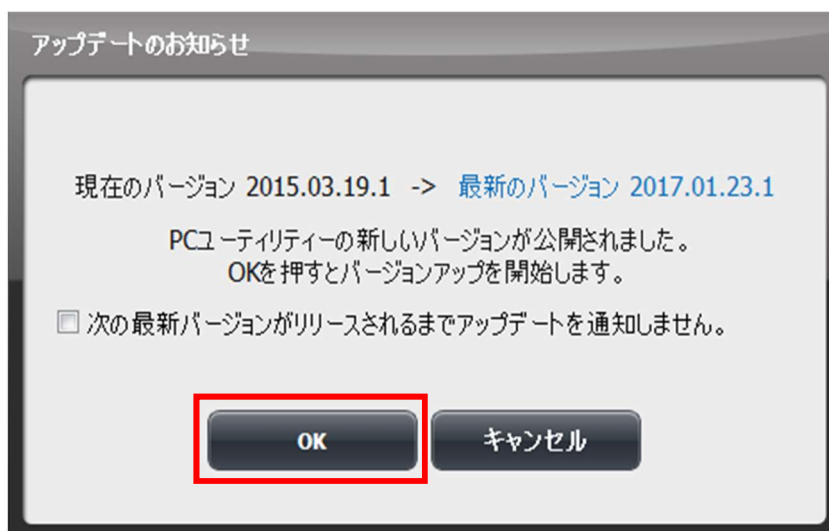 アップデートのお知らせ
現在のバージョン 2015.03.19.1 -> 最新のバージョン 2017.01.23.1
PCユーティリティーの新しいバージョンが公開されました。
OKを押すとバージョンアップを開始します。
次の最新バージョンがリリースされるまでアップデートを通知しません。
OK キャンセル